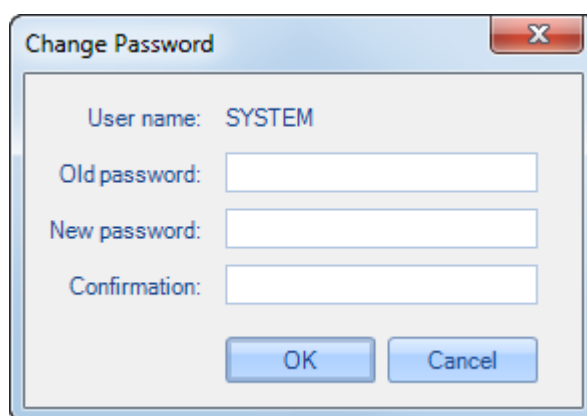 Change Password
User name: SYSTEM
Old password:
New password:
Confirmation:
OK Cancel